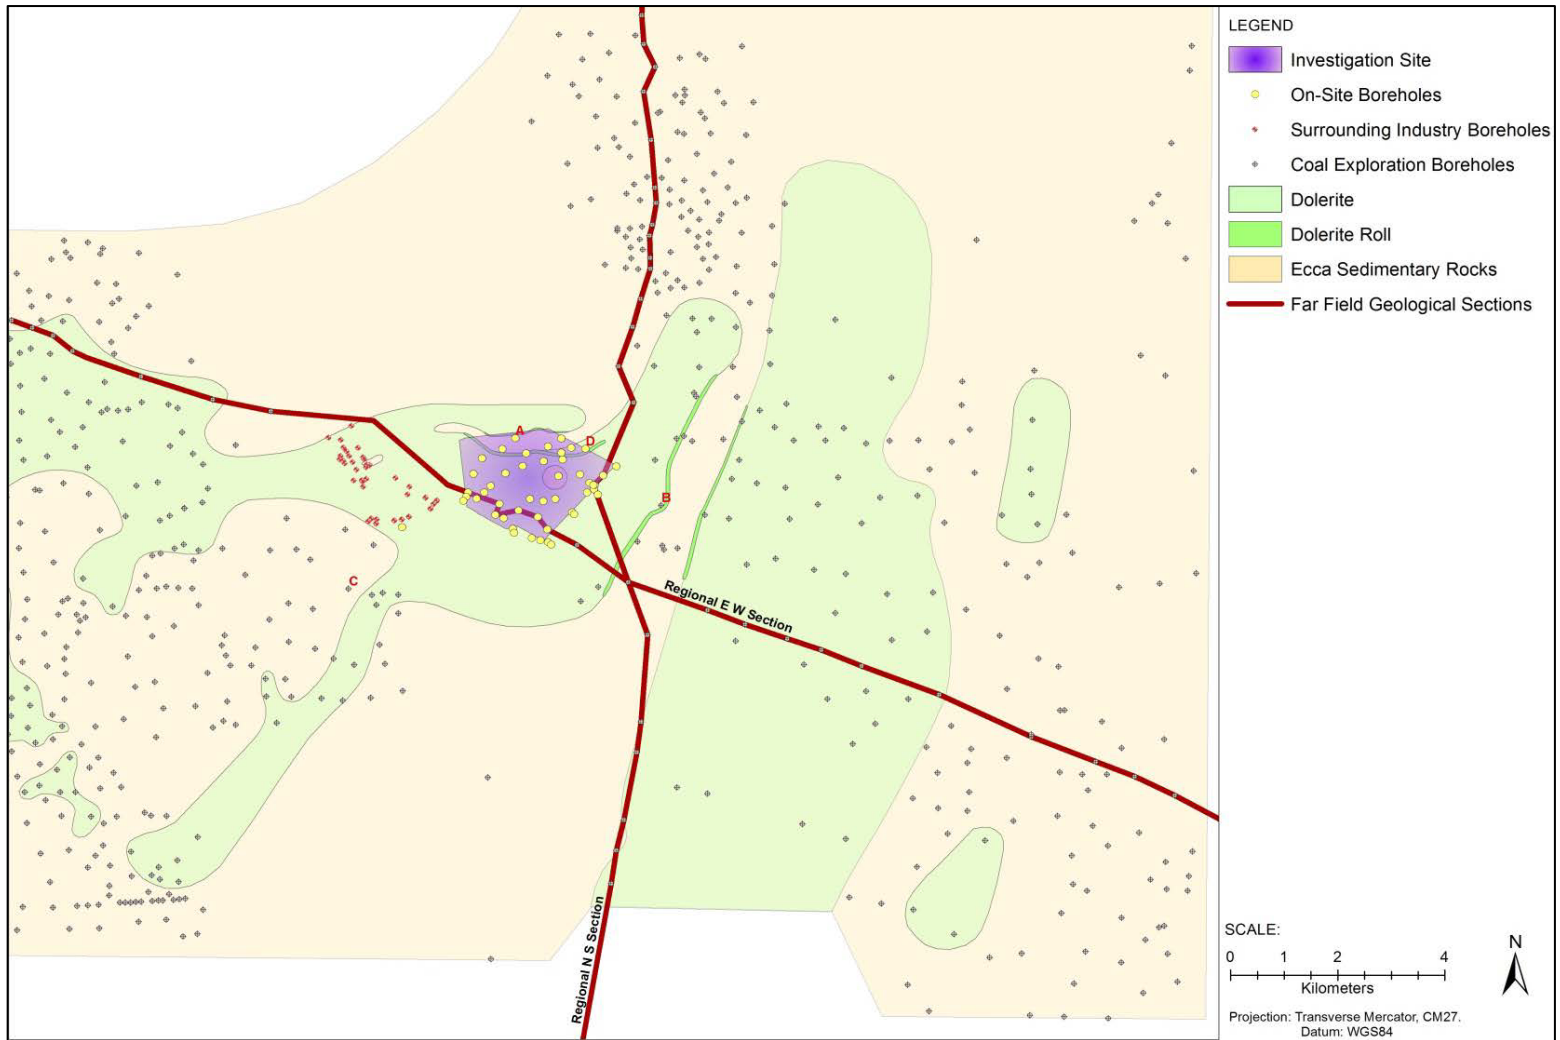 LEGEND
Investigation Site
On-Site Boreholes
Surrounding Industry Boreholes
Coal Exploration Boreholes
Dolerite
Dolerite Roll
Ecca Sedimentary Rocks
Far Field Geological Sections
A
D
B
C
Regional E W Section
Regional N S Section
SCALE:
0 1 2 4
Kilometers
N
Projection: Transverse Mercator, CM27.
Datum: WGS84